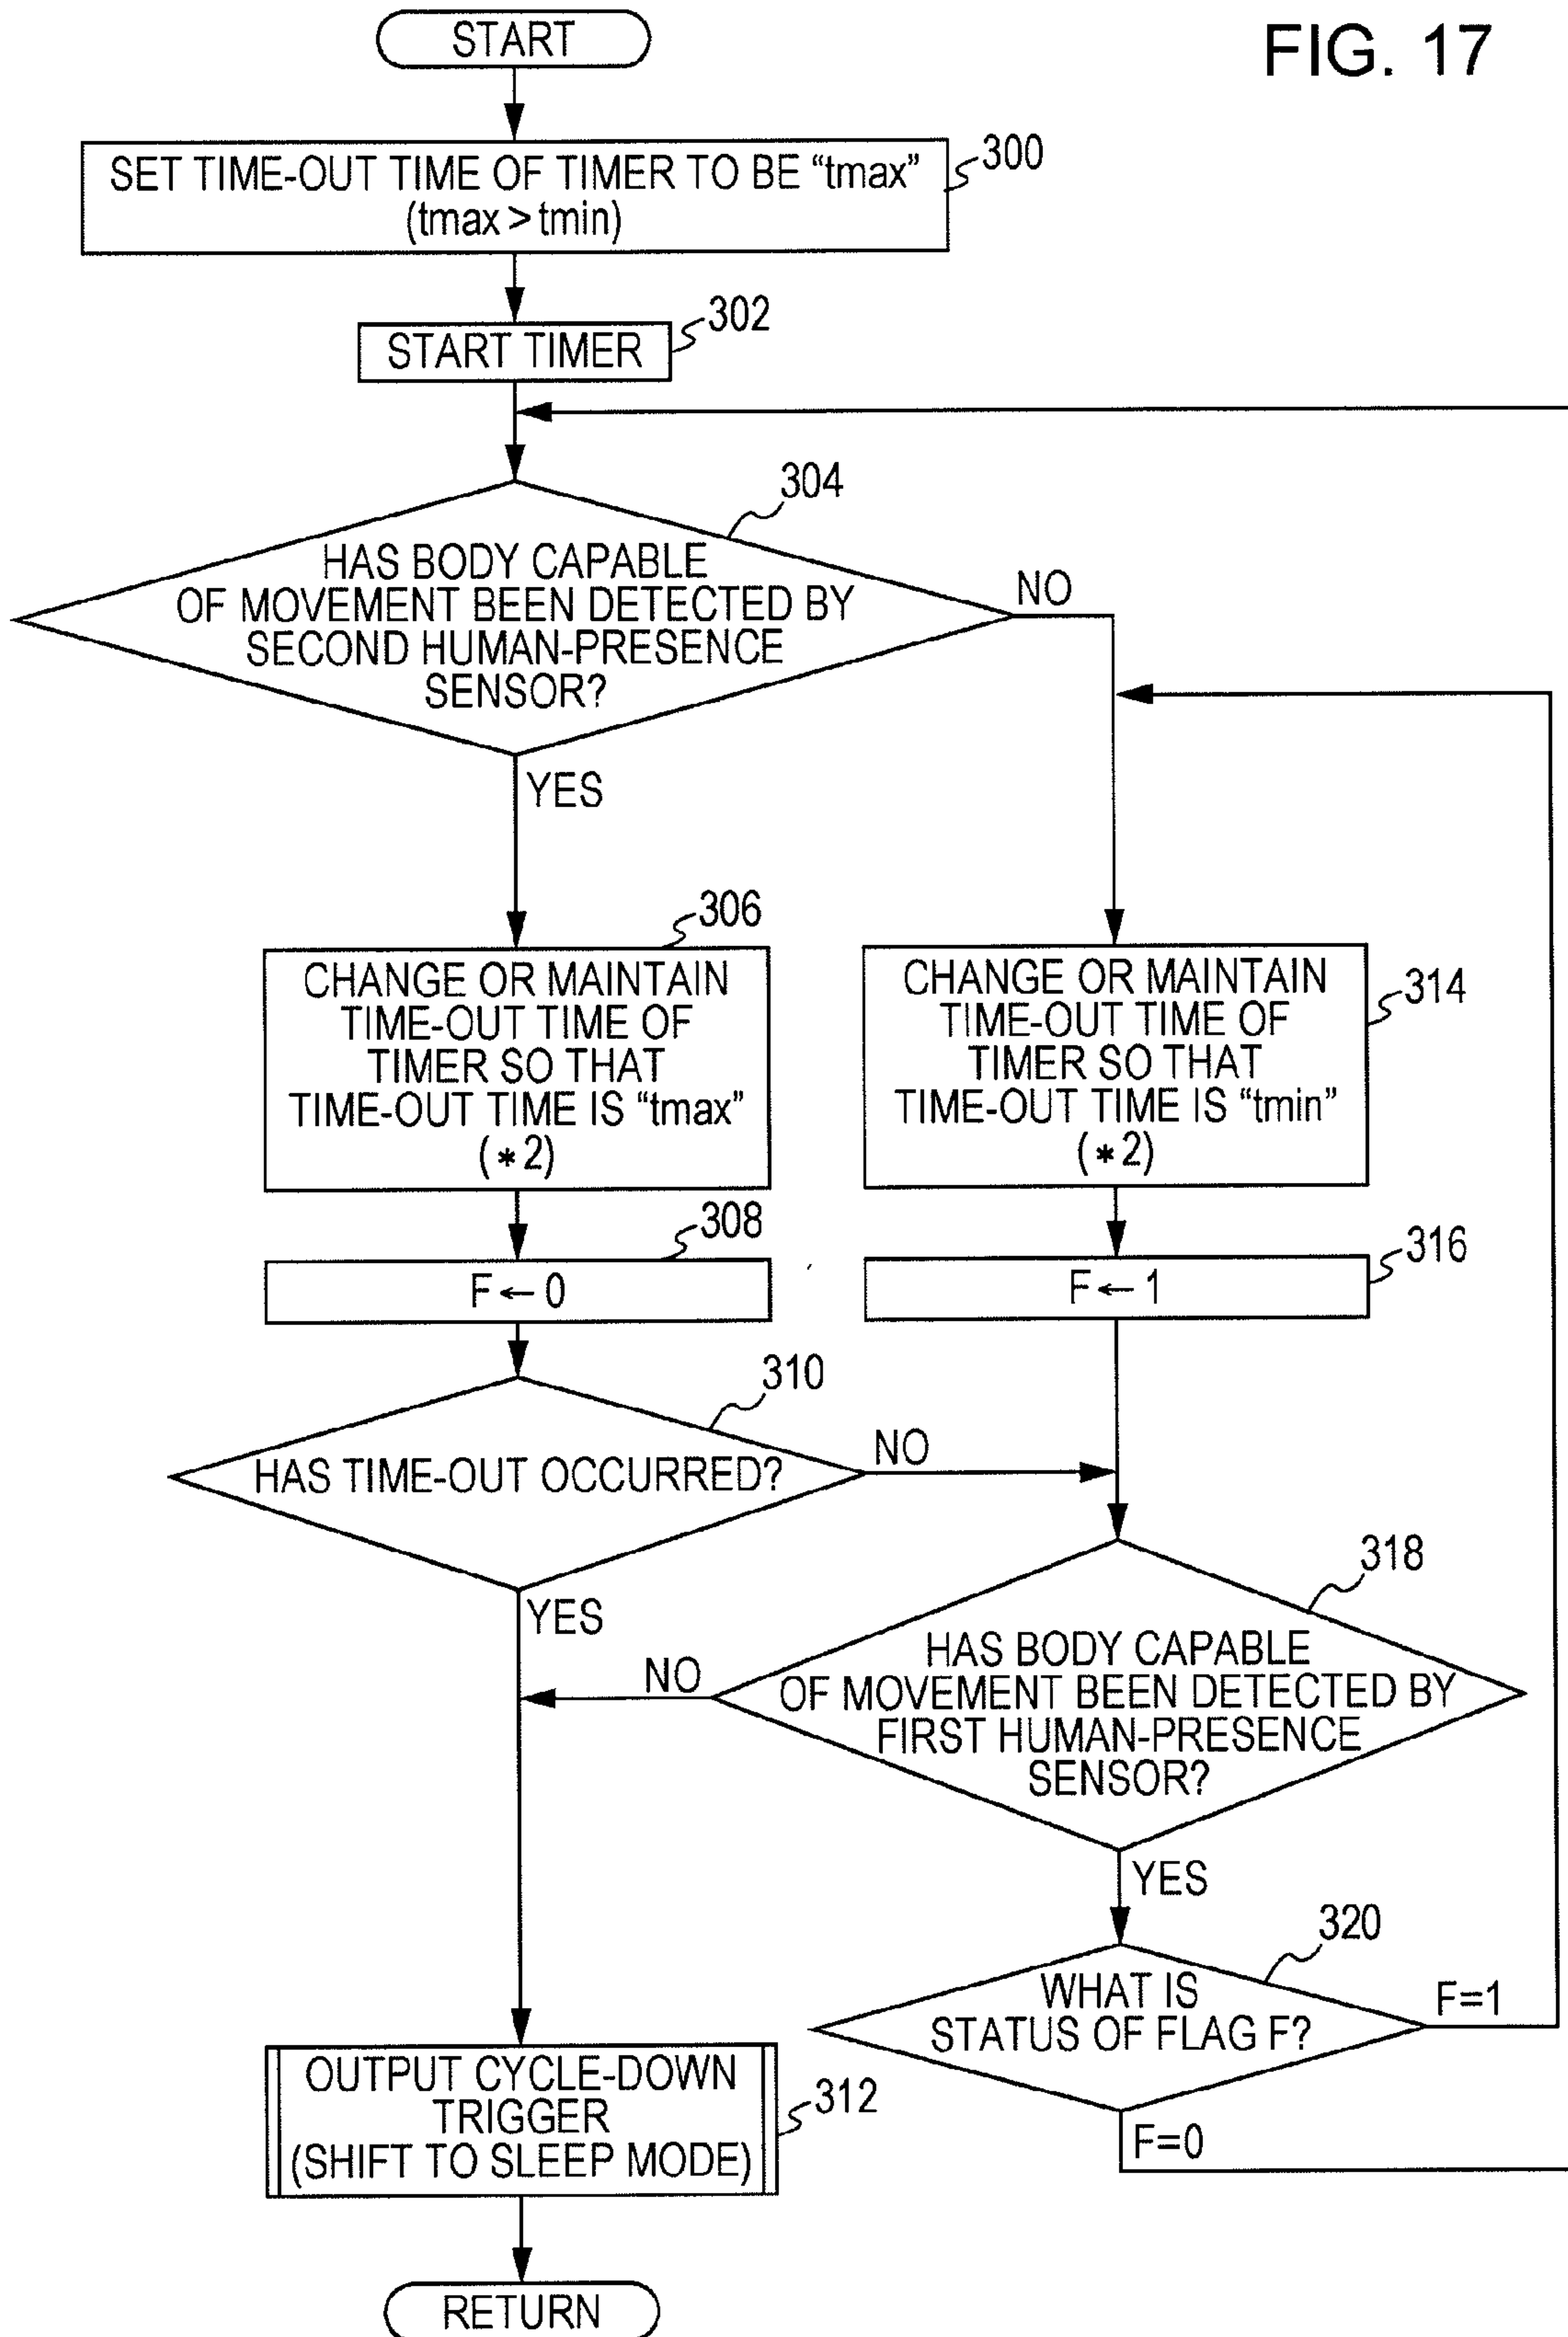 FIG. 17
START
SET TIME-OUT TIME OF TIMER TO BE “tmax”
(tmax > tmin)
300
START TIMER
302
304
HAS BODY CAPABLE
OF MOVEMENT BEEN DETECTED BY
SECOND HUMAN-PRESENCE
SENSOR?
NO
YES
306
CHANGE OR MAINTAIN
TIME-OUT TIME OF
TIMER SO THAT
TIME-OUT TIME IS “tmax”
(*2)
CHANGE OR MAINTAIN
TIME-OUT TIME OF
TIMER SO THAT
TIME-OUT TIME IS “tmin”
(*2)
314
308
F ← 0
F ← 1
316
310
HAS TIME-OUT OCCURRED?
NO
YES
318
HAS BODY CAPABLE
OF MOVEMENT BEEN DETECTED BY
FIRST HUMAN-PRESENCE
SENSOR?
NO
YES
320
WHAT IS
STATUS OF FLAG F?
F=1
F=0
OUTPUT CYCLE-DOWN
TRIGGER
(SHIFT TO SLEEP MODE)
312
RETURN